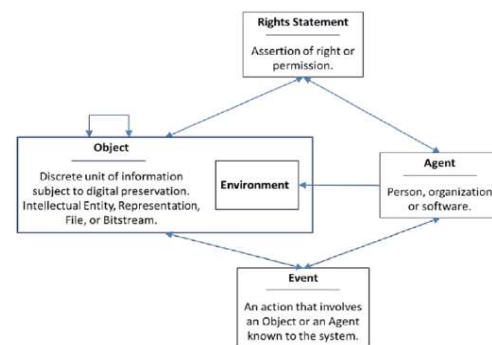 Rights Statement
Assertion of right or
permission.
Object
Discrete unit of information
subject to digital preservation.
Intellectual Entity, Representation,
File, or Bitstream.
Environment
Agent
Person, organization
or software.
Event
An action that involves
an Object or an Agent
known to the system.